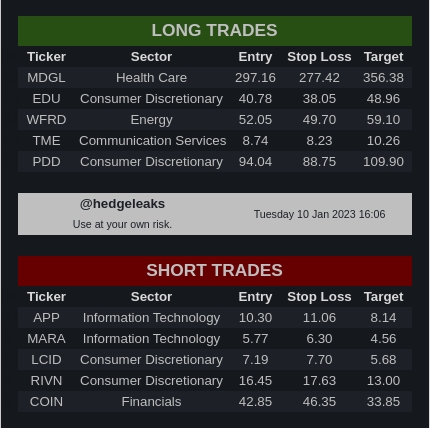 LONG TRADES
Ticker Sector Entry Stop Loss Target
MDGL Health Care 297.16 277.42 356.38
EDU Consumer Discretionary 40.78 38.05 48.96
WFRD Energy 52.05 49.70 59.10
TME Communication Services 8.74 8.23 10.26
PDD Consumer Discretionary 94.04 88.75 109.90
@hedgeleaks
Use at your own risk.
Tuesday 10 Jan 2023 16:06
SHORT TRADES
Ticker Sector Entry Stop Loss Target
APP Information Technology 10.30 11.06 8.14
MARA Information Technology 5.77 6.30 4.56
LCID Consumer Discretionary 7.19 7.70 5.68
RIVN Consumer Discretionary 16.45 17.63 13.00
COIN Financials 42.85 46.35 33.85